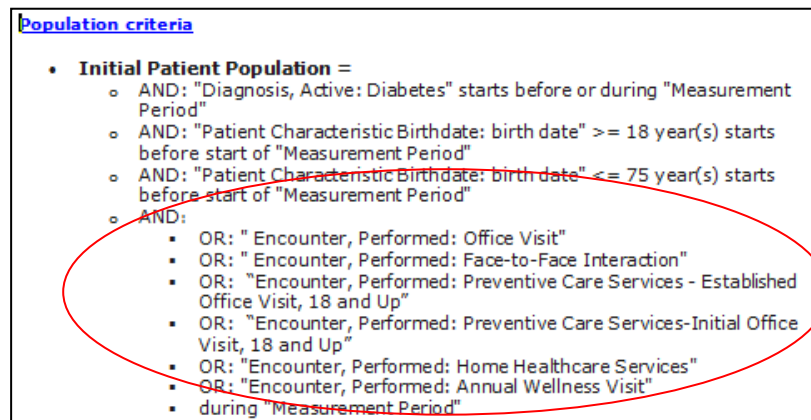 Population criteria
• Initial Patient Population =
o AND: "Diagnosis, Active: Diabetes" starts before or during "Measurement
Period"
o AND: "Patient Characteristic Birthdate: birth date" >= 18 year(s) starts
before start of "Measurement Period"
o AND: "Patient Characteristic Birthdate: birth date" <= 75 year(s) starts
before start of "Measurement Period"
o AND:
▪ OR: " Encounter, Performed: Office Visit"
▪ OR: " Encounter, Performed: Face-to-Face Interaction"
▪ OR: “Encounter, Performed: Preventive Care Services - Established
Office Visit, 18 and Up”
▪ OR: “Encounter, Performed: Preventive Care Services-Initial Office
Visit, 18 and Up”
▪ OR: "Encounter, Performed: Home Healthcare Services"
▪ OR: "Encounter, Performed: Annual Wellness Visit"
▪ during "Measurement Period"